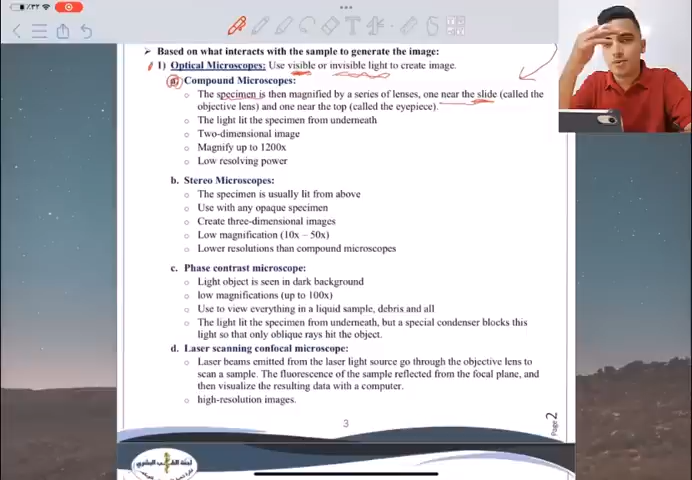 ٣٢٪
➤ Based on what interacts with the sample to generate the image:
1) Optical Microscopes: Use visible or invisible light to create image.
a. Compound Microscopes:
o The specimen is then magnified by a series of lenses, one near the slide (called the
objective lens) and one near the top (called the eyepiece).
o The light lit the specimen from underneath
o Two-dimensional image
o Magnify up to 1200x
o Low resolving power
b. Stereo Microscopes:
o The specimen is usually lit from above
o Use with any opaque specimen
o Create three-dimensional images
o Low magnification (10x – 50x)
o Lower resolutions than compound microscopes
c. Phase contrast microscope:
o Light object is seen in dark background
o low magnifications (up to 100x)
o Use to view everything in a liquid sample, debris and all
o The light lit the specimen from underneath, but a special condenser blocks this
light so that only oblique rays hit the object.
d. Laser scanning confocal microscope:
o Laser beams emitted from the laser light source go through the objective lens to
scan a sample. The fluorescence of the sample reflected from the focal plane, and
then visualize the resulting data with a computer.
o high-resolution images.
3
Page 2
لجنة الطب البشري